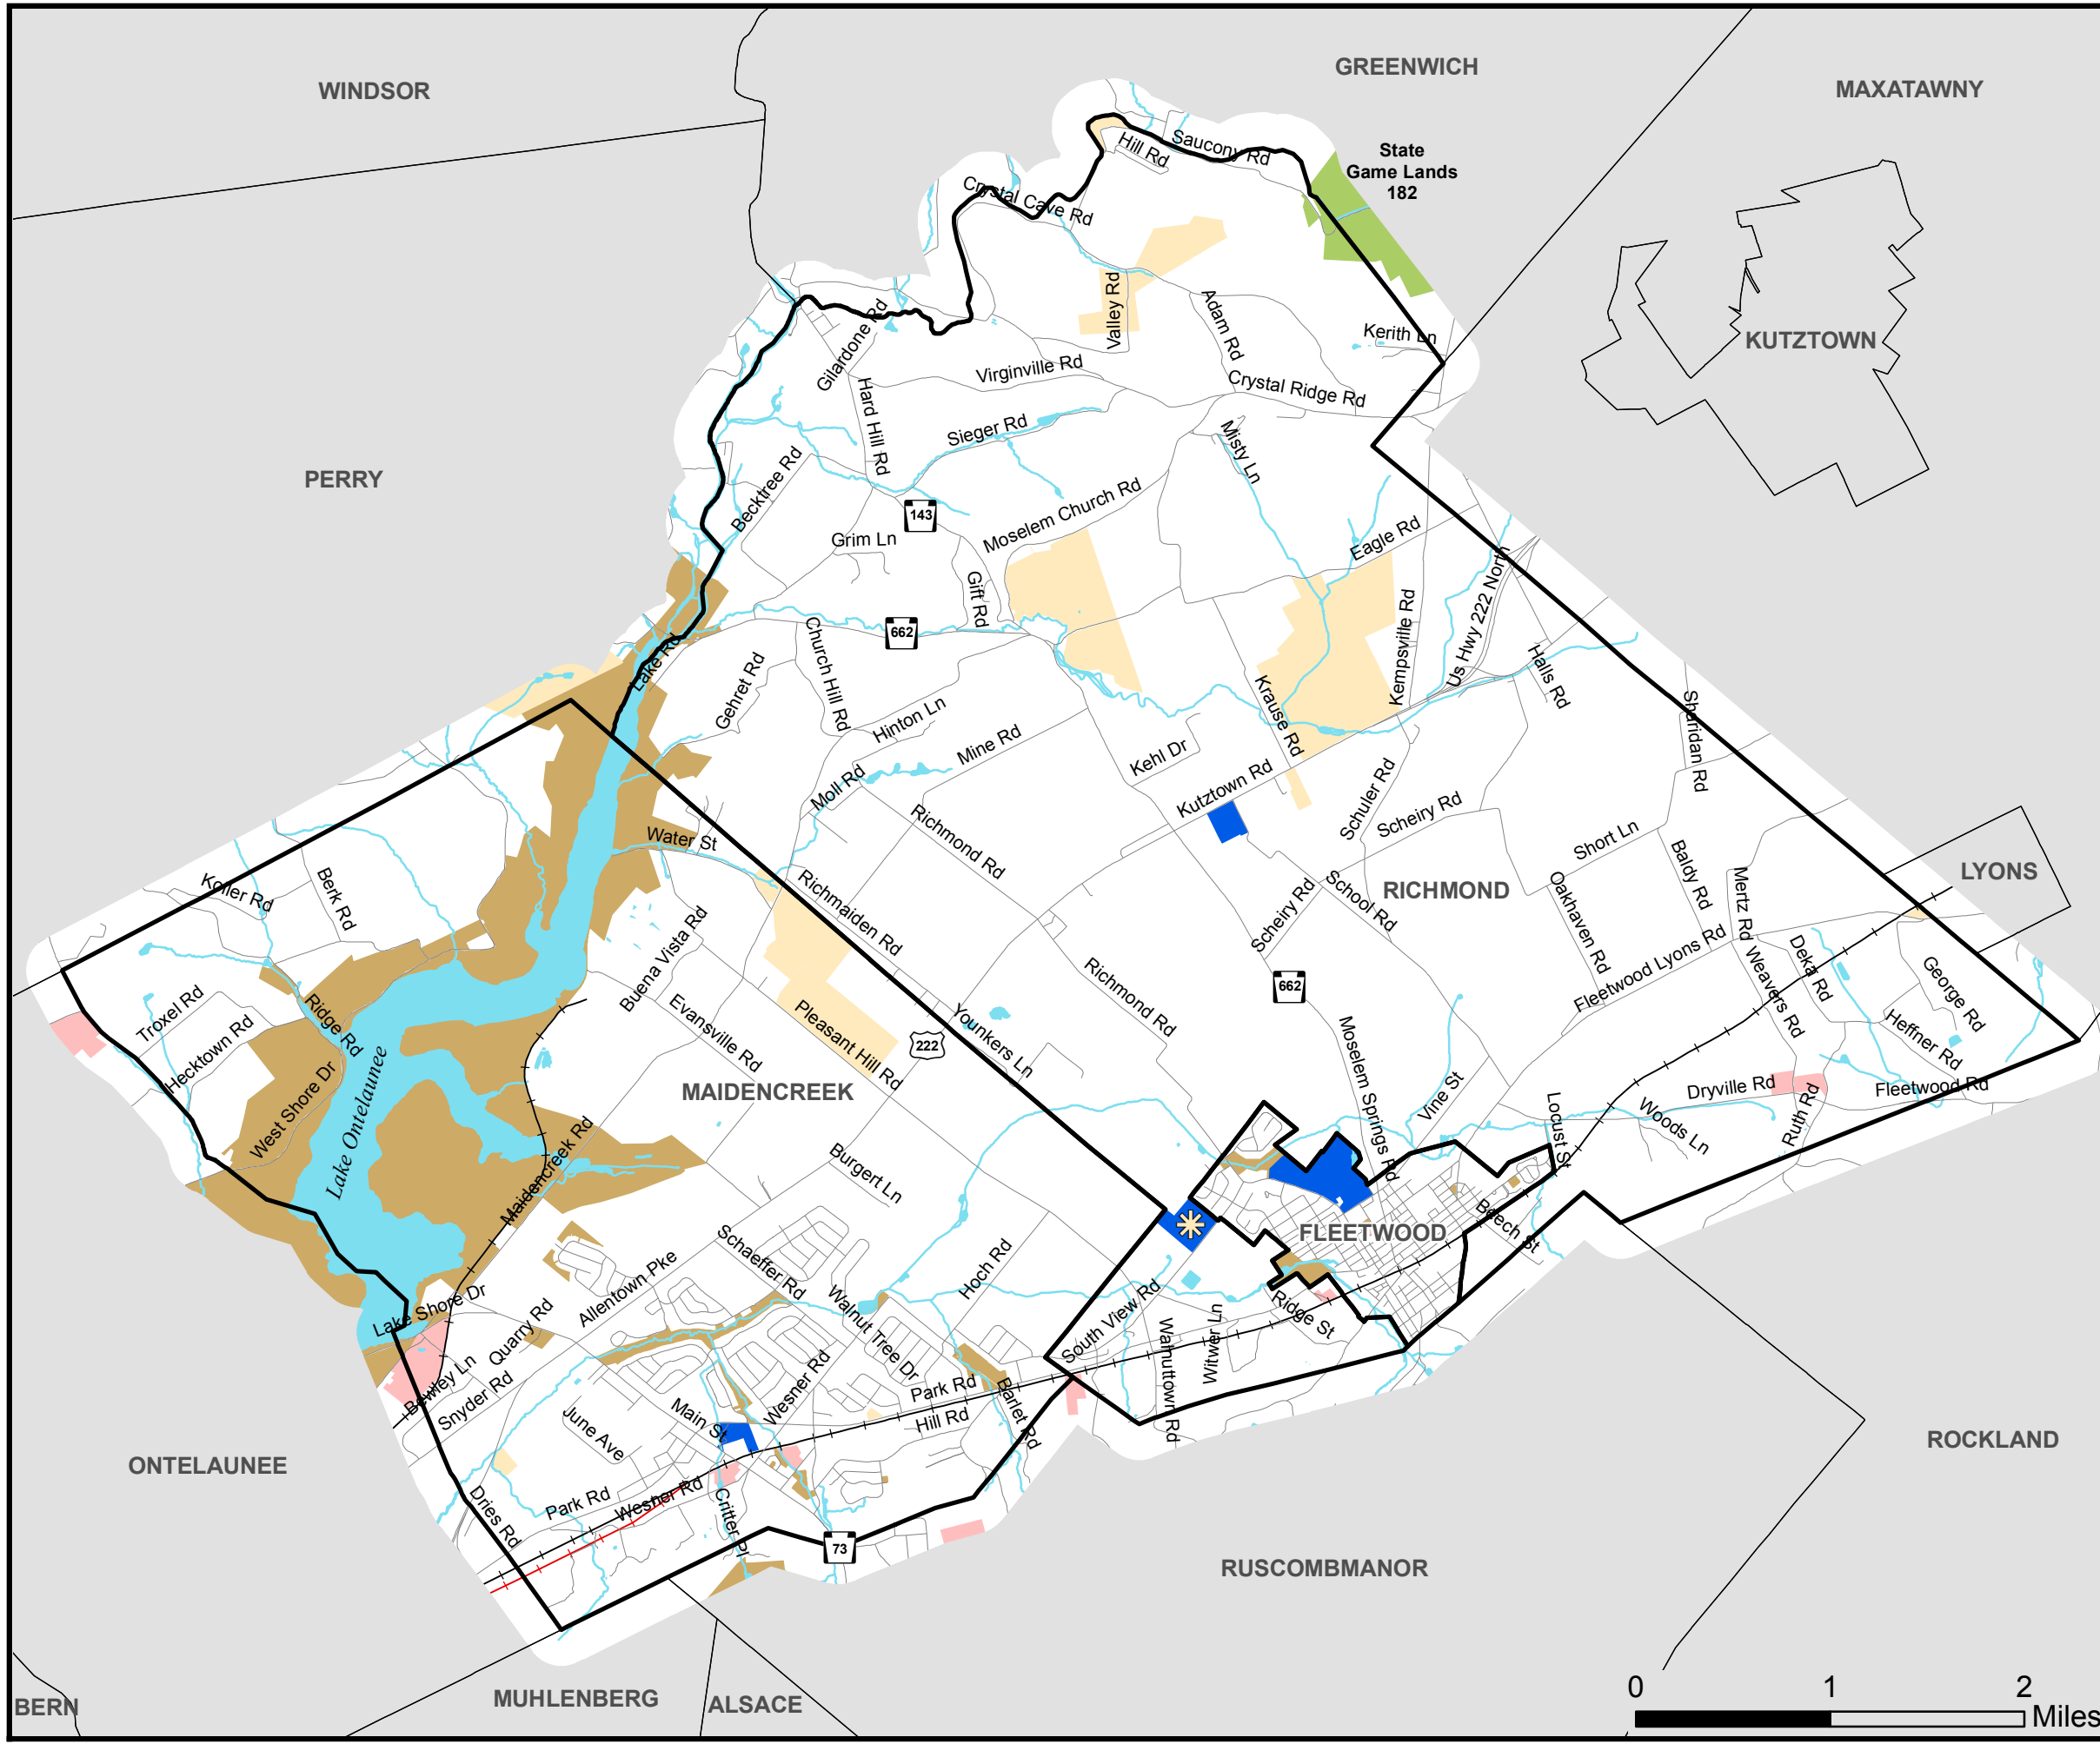 GREENWICH
WINDSOR
MAXATAWNY
State
Game Lands
182
Saucony Rd
Hill Rd
Crystal Cave Rd
Valley Rd
Adam Rd
Kerith Ln
KUTZTOWN
Gilardone Rd
Virginville Rd
Crystal Ridge Rd
Hard Hill Rd
Sieger Rd
Misty Ln
PERRY
Becktree Rd
143
Moselem Church Rd
Grim Ln
Eagle Rd
Gift Rd
Kempsville Rd
Us Hwy 222 North
662
Lake Rd
Gehret Rd
Church Hill Rd
Hinton Ln
Mine Rd
Krause Rd
Halls Rd
Sharidan Rd
Kehl Dr
Moll Rd
Kutztown Rd
Schuler Rd
Scheiry Rd
Richmond Rd
Water St
Short Ln
LYONS
Koller Rd
Berk Rd
Richmaiden Rd
Scheiry Rd
School Rd
RICHMOND
Oakhaven Rd
Baldy Rd
Mertz Rd
Buena Vista Rd
Richmond Rd
662
Fleetwood Lyons Rd
Weavers Rd
Deka Rd
George Rd
Troxel Rd
Ridge Rd
Hecktown Rd
Evansville Rd
Pleasant Hill Rd
222
Younkers Ln
Moselem Springs Rd
Heffner Rd
MAIDENCREEK
West Shore Dr
Lake Ontelaunee
Vine St
Locust St
Dryville Rd
Fleetwood Rd
Woods Ln
Ruth Rd
Maidencreek Rd
Burgert Ln
FLEETWOOD
Beech St
Schaeffer Rd
Allentown Pke
Hoch Rd
Walnut Tree Dr
South View Rd
Ridge St
Lake Shore Dr
Quarry Rd
Walnuttown Rd
Witwer Ln
Bewley Ln
Snyder Rd
Wesner Rd
Park Rd
Hill Rd
Barlet Rd
June Ave
Main St
ROCKLAND
ONTELAUNEE
Dries Rd
Park Rd
Wesner Rd
Critter Pl
73
RUSCOMBMANOR
BERN
MUHLENBERG
ALSACE
0 1 2
Miles